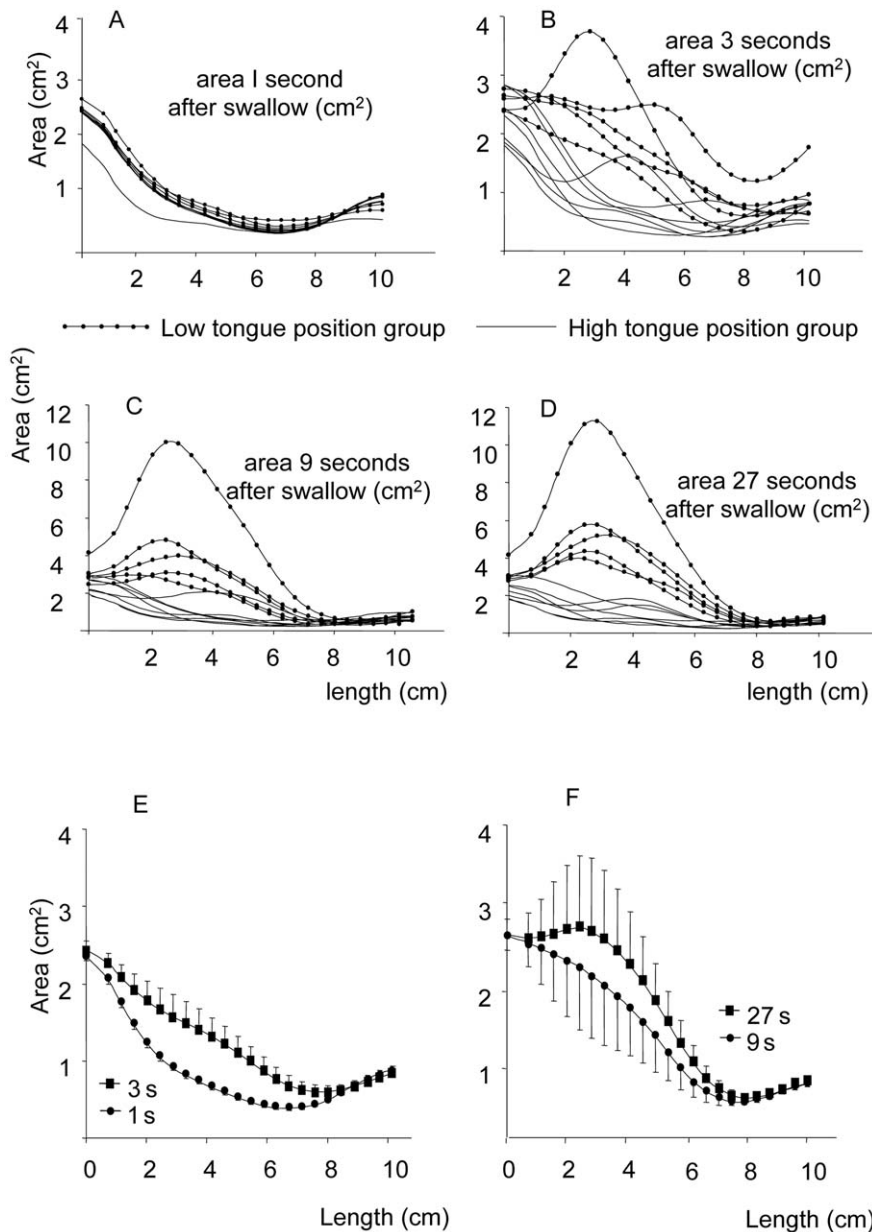 A
B
area I second
after swallow (cm²)
area 3 seconds
after swallow (cm²)
Area (cm²)
4
3
2
1
2 4 6 8 10
4
3
2
1
2 4 6 8 10
Low tongue position group
High tongue position group
C
D
area 9 seconds
after swallow (cm²)
area 27 seconds
after swallow (cm²)
Area (cm²)
12
10
8
6
4
2
2 4 6 8 10
length (cm)
12
10
8
6
4
2
2 4 6 8 10
length (cm)
E
F
Area (cm²)
4
3
2
1
3 s
1 s
0 2 4 6 8 10
Length (cm)
4
3
2
1
27 s
9 s
0 2 4 6 8 10
Length (cm)